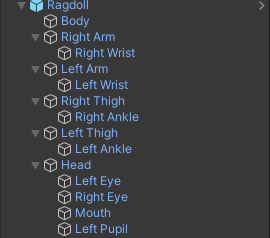 Ragdoll
Body
Right Arm
Right Wrist
Left Arm
Left Wrist
Right Thigh
Right Ankle
Left Thigh
Left Ankle
Head
Left Eye
Right Eye
Mouth
Left Pupil